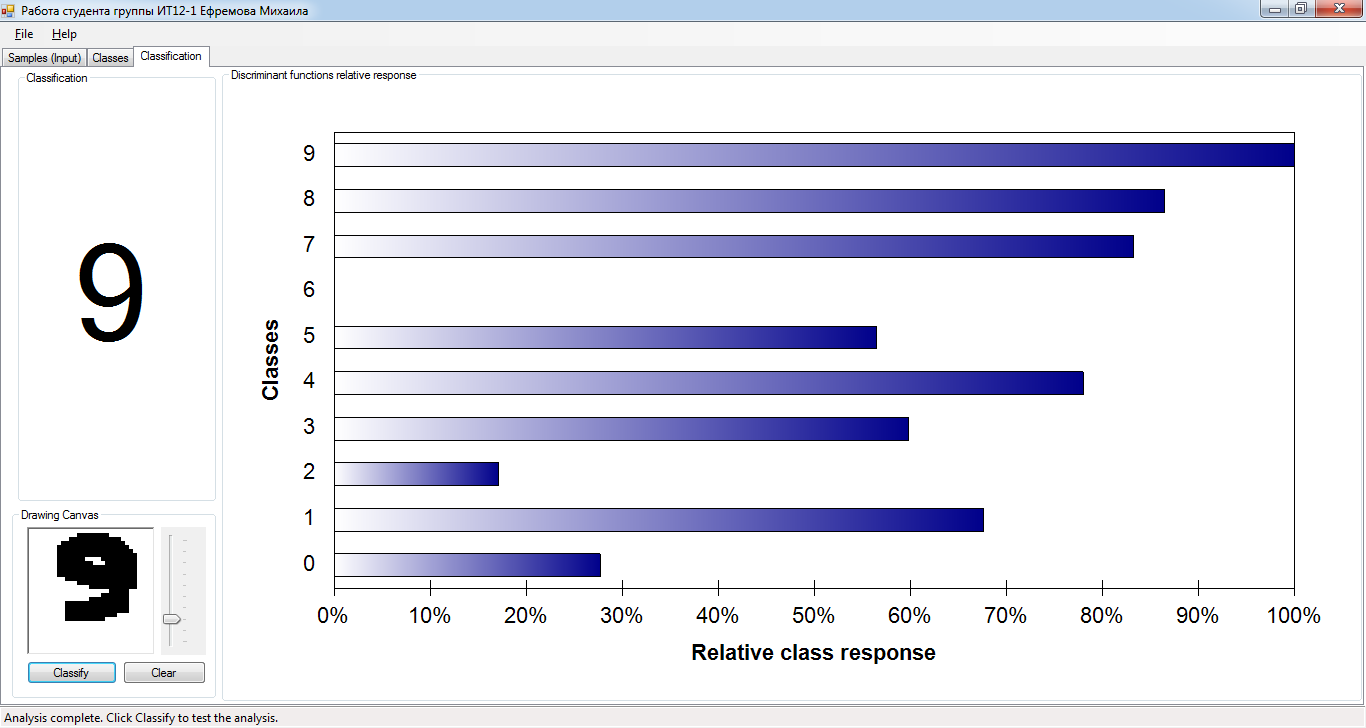 Работа студента группы ИТ12-1 Ефремова Михаила
File Help
Samples (Input) Classes Classification
Classification
9
Drawing Canvas
9
Classify Clear
Discriminant functions relative response
Classes
9
8
7
6
5
4
3
2
1
0
0% 10% 20% 30% 40% 50% 60% 70% 80% 90% 100%
Relative class response
Analysis complete. Click Classify to test the analysis.